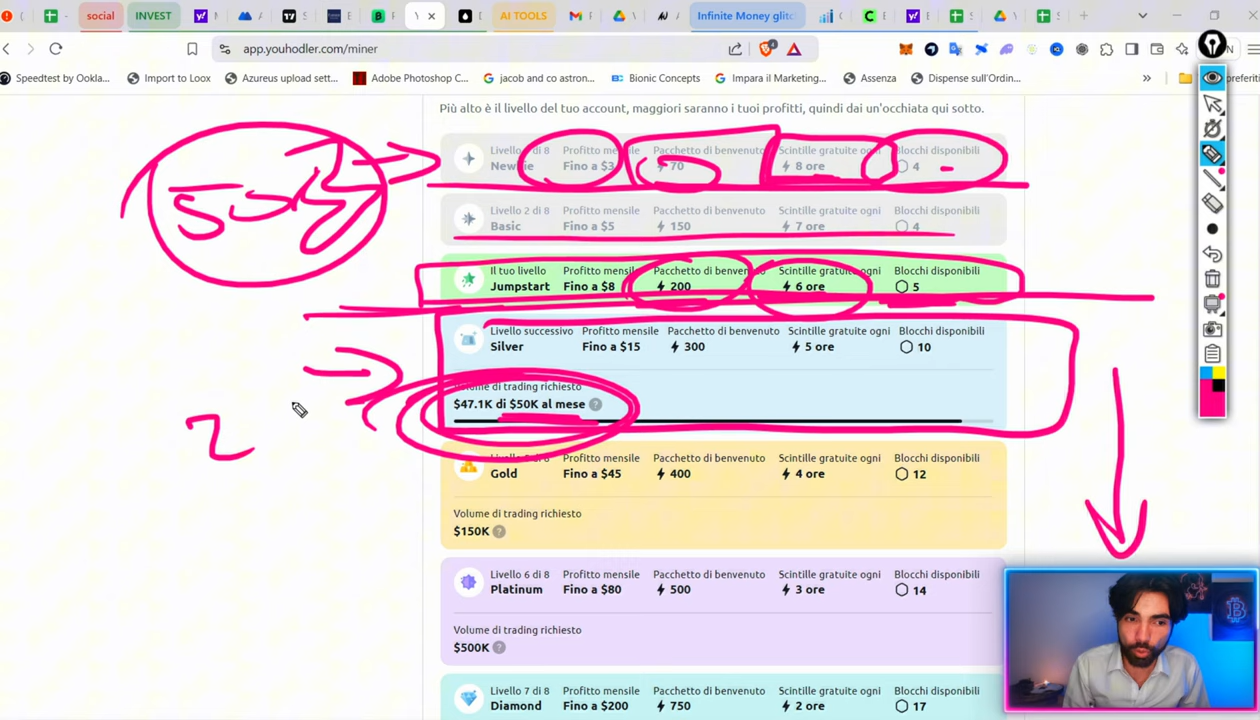 social
INVEST
AI TOOLS
Infinite Money glitc
app.youhodler.com/miner
Speedtest by Ookla...
Import to Loox
Azureus upload sett...
Adobe Photoshop C...
jacob and co astron...
Bionic Concepts
Impara il Marketing...
Assenza
Dispense sull'Ordin...
»
preferiti
Più alto è il livello del tuo account, maggiori saranno i tuoi profitti, quindi dai un'occhiata qui sotto.
di 8
Profitto me
Pacchetto di benvenuto
Scintille gratuite ogni
Blocchi disponibili
Fino a $3
70
8 ore
4
Livello 2 di 8
Profitto mensile
Pacchetto di benvenuto
Scintille gratuite ogni
Blocchi disponibili
Basic
Fino a $5
150
7 ore
4
Il tuo livello
Profitto mensile
Pacchetto di benvenuto
Scintille gratuite ogni
Blocchi disponibili
Jumpstart
Fino a $8
200
6 ore
5
Livello successivo
Profitto mensile
Pacchetto di benvenuto
Scintille gratuite ogni
Blocchi disponibili
Silver
Fino a $15
300
5 ore
10
Volume di trading richiesto
$47.1K di $50K al mese
2
Profitto mensile
Pacchetto di benvenuto
Scintille gratuite ogni
Blocchi disponibili
Gold
Fino a $45
400
4 ore
12
Volume di trading richiesto
$150K
Livello 6 di 8
Profitto mensile
Pacchetto di benvenuto
Scintille gratuite ogni
Blocchi disponibili
Platinum
Fino a $80
500
3 ore
14
Volume di trading richiesto
$500K
Livello 7 di 8
Profitto mensile
Pacchetto di benvenuto
Scintille gratuite ogni
Blocchi disponibili
Diamond
Fino a $200
750
2 ore
17